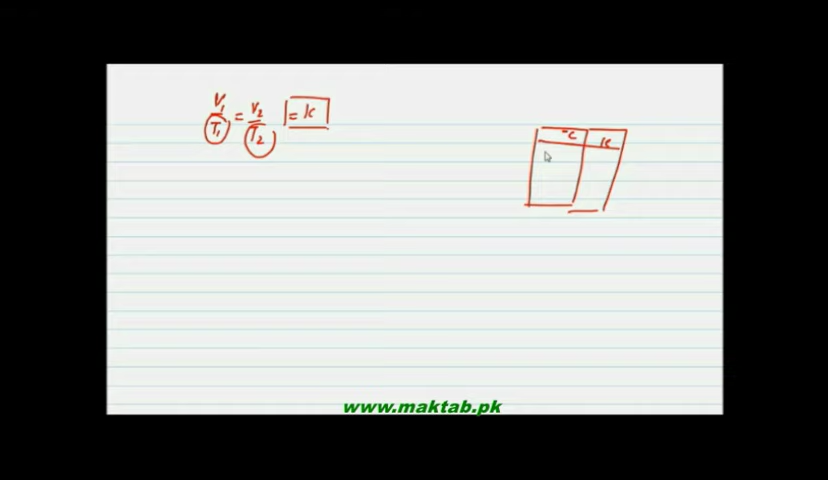 V₁/T₁ = V₂/T₂ = k
°C K
www.maktab.pk